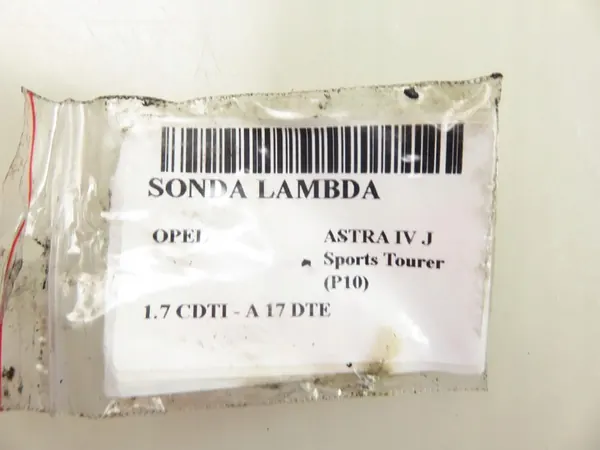 SONDA LAMBDA
OPEL ASTRA IV J
Sports Tourer
(P10)
1.7 CDTI - A 17 DTE